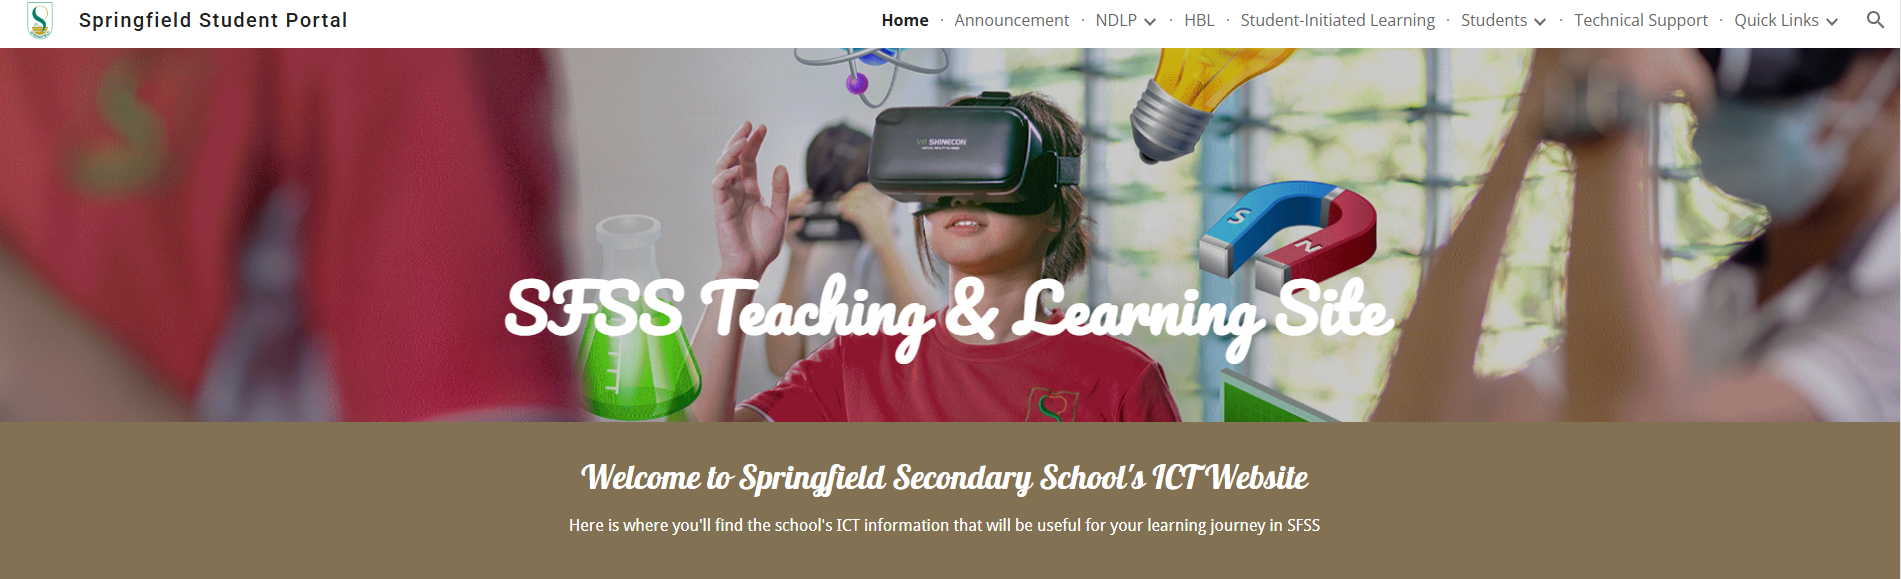 Springfield Student Portal
Home · Announcement · NDLP · HBL · Student-Initiated Learning · Students · Technical Support · Quick Links
VR SHINECON
S
N
SFSS Teaching & Learning Site
Welcome to Springfield Secondary School's ICT Website
Here is where you'll find the school's ICT information that will be useful for your learning journey in SFSS